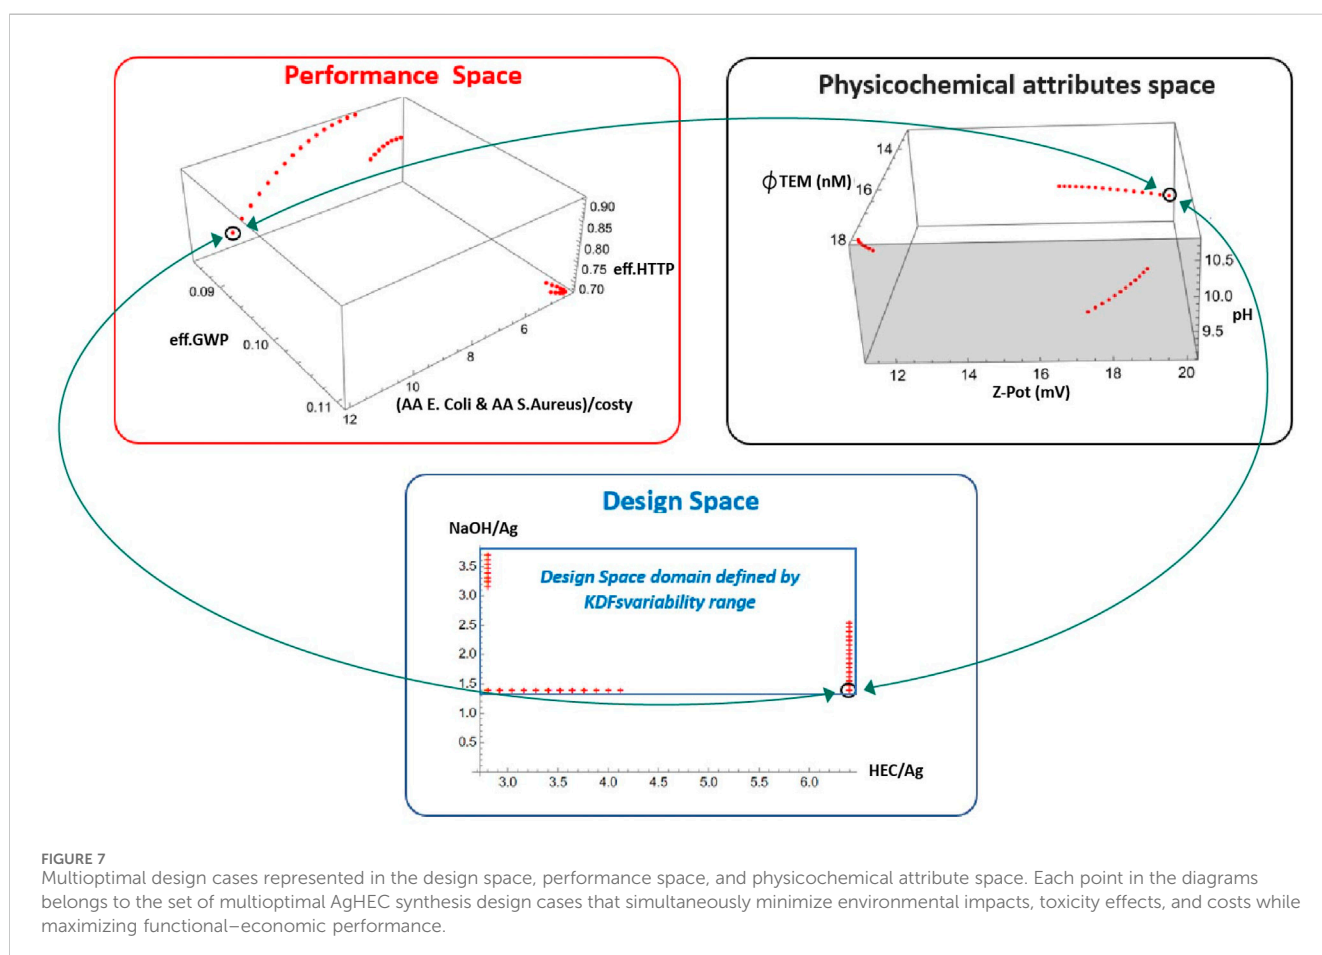 Performance Space
0.90
0.85
0.80
0.75
0.70
eff.HTTP
0.09
0.10
0.11
eff.GWP
12
10
8
6
(AA E. Coli & AA S.Aureus)/costy
Physicochemical attributes space
14
ϕ TEM (nM)
16
18
10.5
10.0
9.5
pH
12
14
16
18
20
Z-Pot (mV)
Design Space
NaOH/Ag
3.5
3.0
2.5
2.0
1.5
1.0
0.5
Design Space domain defined by
KDFsvariability range
3.0
3.5
4.0
4.5
5.0
5.5
6.0
HEC/Ag
FIGURE 7
Multioptimal design cases represented in the design space, performance space, and physicochemical attribute space. Each point in the diagrams
belongs to the set of multioptimal AgHEC synthesis design cases that simultaneously minimize environmental impacts, toxicity effects, and costs while
maximizing functional–economic performance.